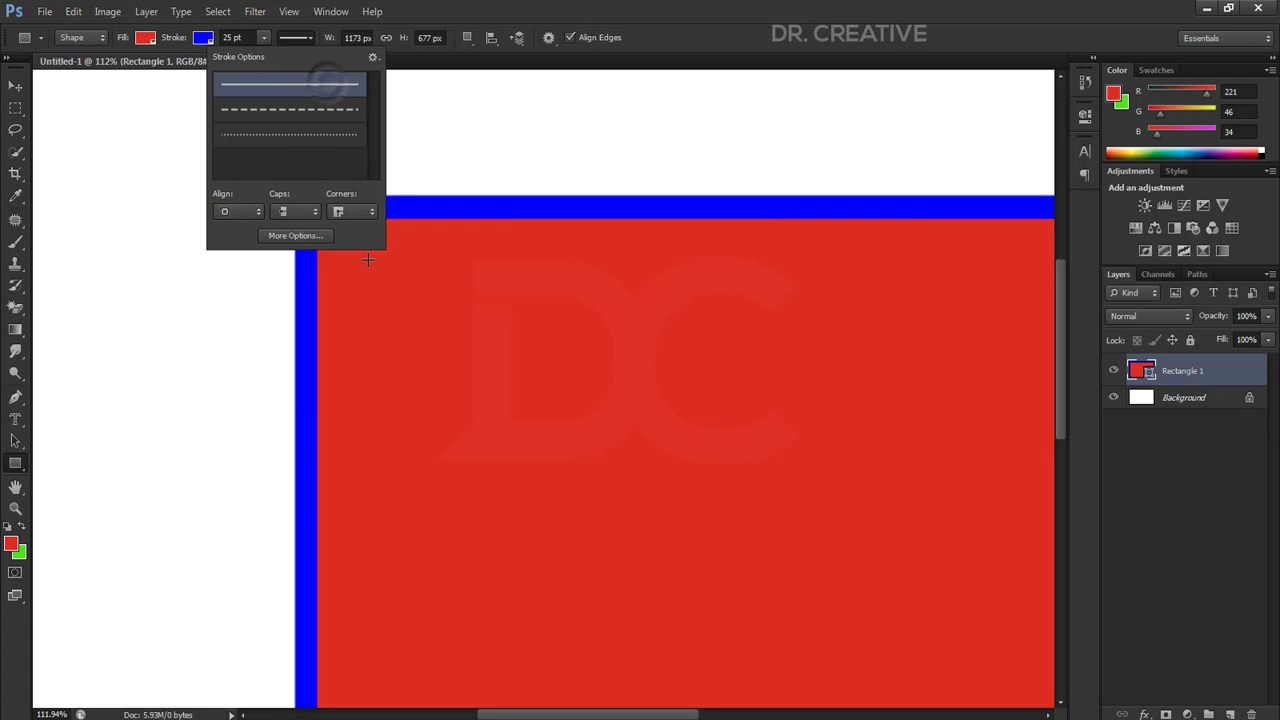 Ps File Edit Image Layer Type Select Filter View Window Help
Shape Fill: Stroke: 25 pt W: 1173 px H: 677 px Align Edges
DR. CREATIVE
Essentials
Untitled-1 @ 112% (Rectangle 1, RGB/8#
Stroke Options
Align: Caps: Corners:
More Options...
DC
Color Swatches
R 221
G 46
B 34
Adjustments Styles
Add an adjustment
Layers Channels Paths
Kind
Normal Opacity: 100%
Lock: Fill: 100%
Rectangle 1
Background
111.94% Doc: 5.93M/0 bytes